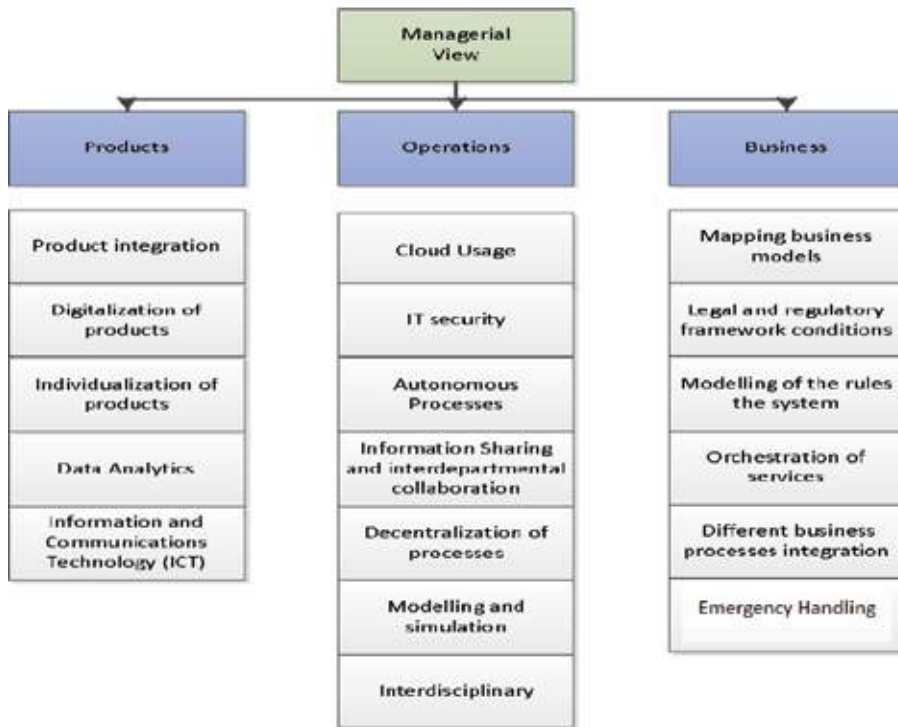 Managerial
View
Products
Operations
Business
Product integration
Digitalization of
products
Individualization of
products
Data Analytics
Information and
Communications
Technology (ICT)
Cloud Usage
IT security
Autonomous
Processes
Information Sharing
and interdepartmental
collaboration
Decentralization of
processes
Modelling and
simulation
Interdisciplinary
Mapping business
models
Legal and regulatory
framework conditions
Modelling of the rules
the system
Orchestration of
services
Different business
processes integration
Emergency Handling